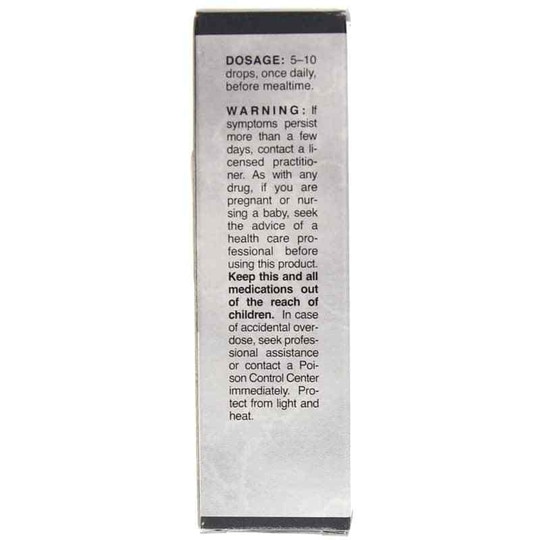 DOSAGE: 5–10
drops, once daily,
before mealtime.
WARNING: If
symptoms persist
more than a few
days, contact a li-
censed practitio-
ner. As with any
drug, if you are
pregnant or nur-
sing a baby, seek
the advice of a
health care pro-
fessional before
using this product.
Keep this and all
medications out
of the reach of
children. In case
of accidental over-
dose, seek profes-
sional assistance
or contact a Poi-
son Control Center
immediately. Pro-
tect from light and
heat.